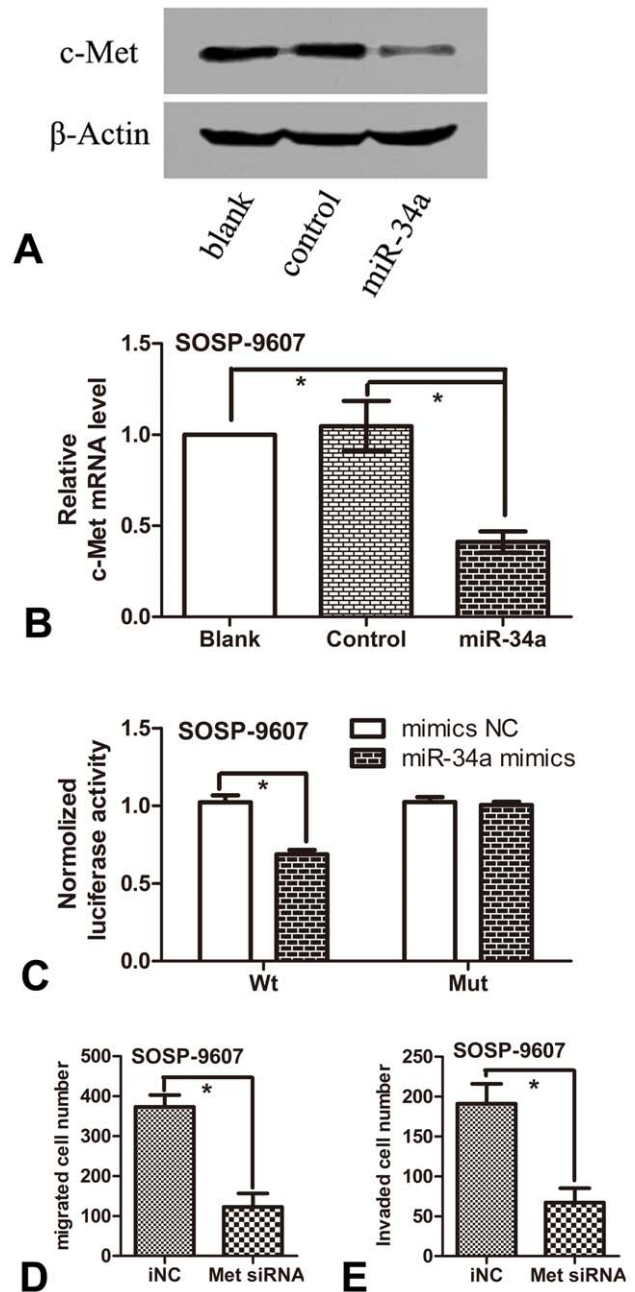 c-Met
β-Actin
blank
control
miR-34a
A
SOSP-9607
1.5
1.0
0.5
0.0
Relative
c-Met mRNA level
*
*
Blank
Control
miR-34a
B
SOSP-9607
mimics NC
miR-34a mimics
1.5
1.0
0.5
0.0
Normolized
luciferase activity
*
Wt
Mut
C
SOSP-9607
500
400
300
200
100
0
migrated cell number
*
iNC
Met siRNA
D
SOSP-9607
250
200
150
100
50
0
Invaded cell number
*
iNC
Met siRNA
E